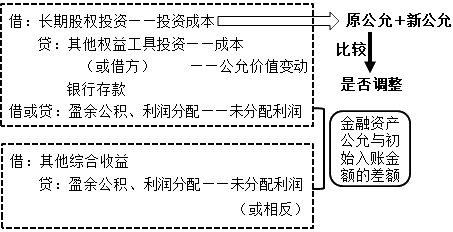 借：长期股权投资——投资成本
贷：其他权益工具投资——成本
（或借方） ——公允价值变动
银行存款
借或贷：盈余公积、利润分配——未分配利润
借：其他综合收益
贷：盈余公积、利润分配——未分配利润
（或相反）
原公允+新公允
比较
是否调整
金融资产
公允与初
始入账金
额的差额